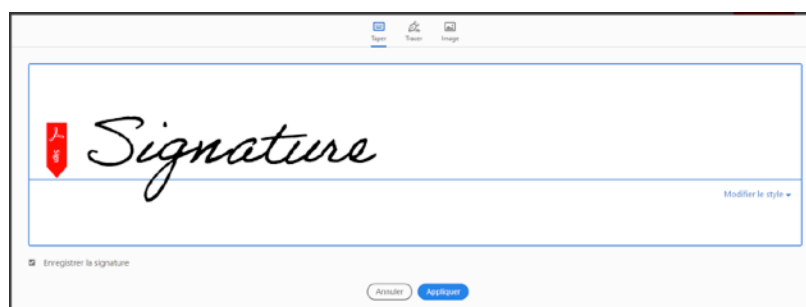 Taper Tracer Image
Signature
Modifier le style
Enregistrer la signature
Annuler Appliquer